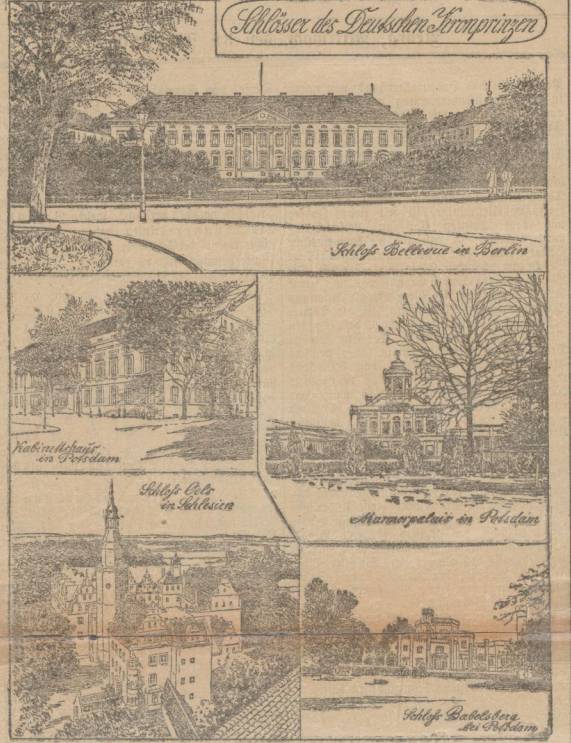 Schlösser des Deutschen Kronprinzen
Schloß Bellevue in Berlin
Kabinettshaus
in Potsdam
Marmorpalais in Potsdam
Schloß Oels
in Schlesien
Schloß Babelsberg
bei Potsdam